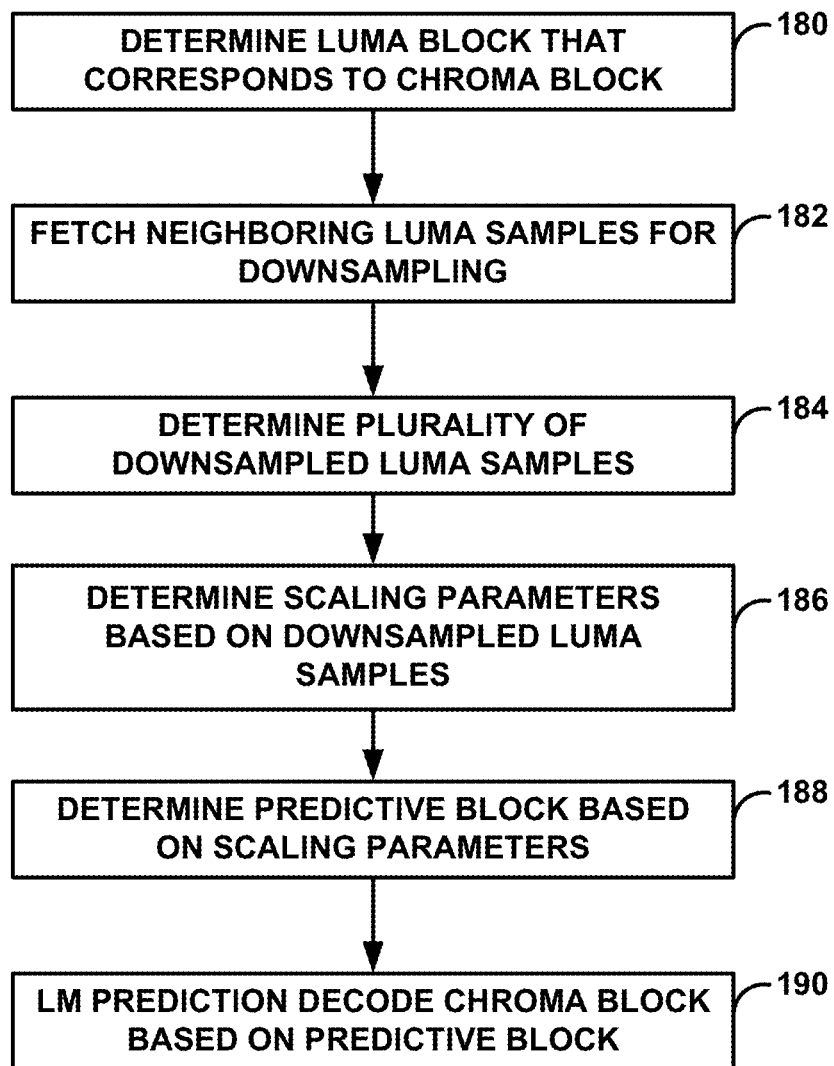 DETERMINE LUMA BLOCK THAT
CORRESPONDS TO CHROMA BLOCK
180
FETCH NEIGHBORING LUMA SAMPLES FOR
DOWNSAMPLING
182
DETERMINE PLURALITY OF
DOWNSAMPLED LUMA SAMPLES
184
DETERMINE SCALING PARAMETERS
BASED ON DOWNSAMPLED LUMA
SAMPLES
186
DETERMINE PREDICTIVE BLOCK BASED
ON SCALING PARAMETERS
188
LM PREDICTION DECODE CHROMA BLOCK
BASED ON PREDICTIVE BLOCK
190